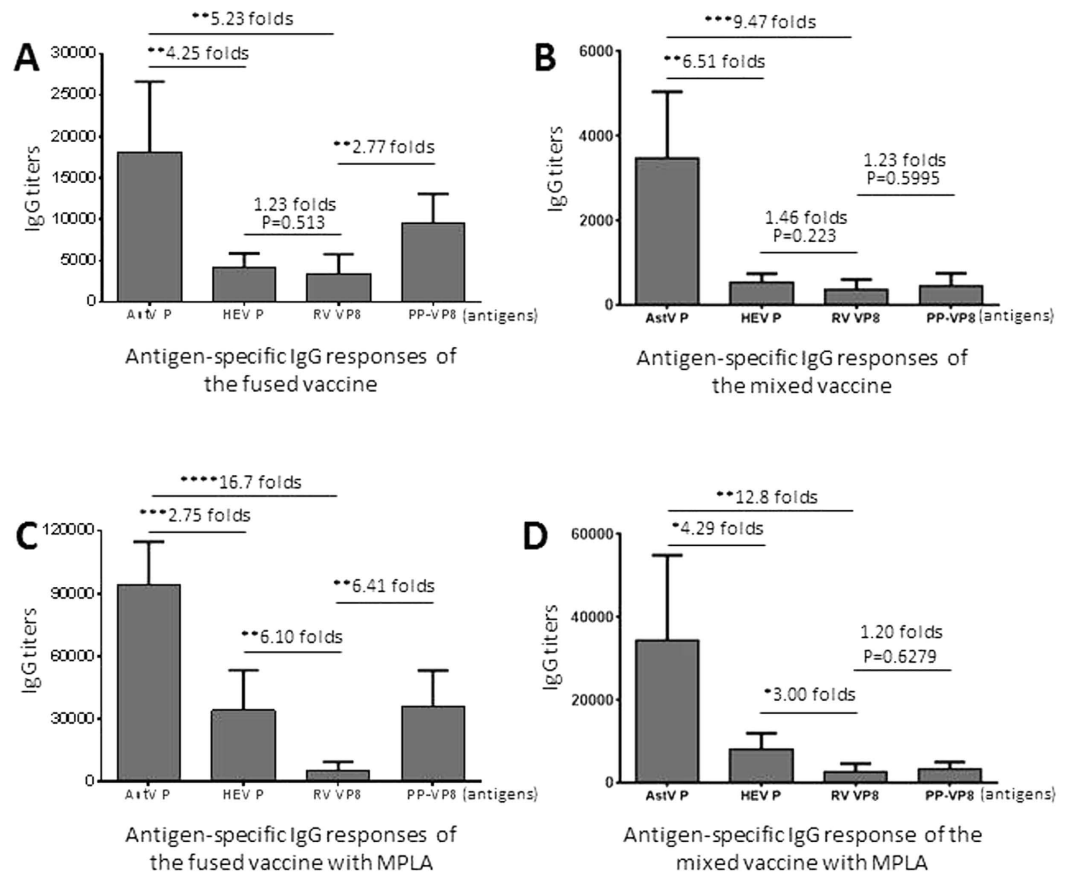 A
**5.23 folds
**4.25 folds
**2.77 folds
1.23 folds
P=0.513
IgG titers
30000
25000
20000
15000
10000
5000
0
AstV P HEV P RV VP8 PP-VP8 (antigens)
Antigen-specific IgG responses of
the fused vaccine
B
***9.47 folds
**6.51 folds
1.23 folds
P=0.5995
1.46 folds
P=0.223
IgG titers
6000
4000
2000
0
AstV P HEV P RV VP8 PP-VP8 (antigens)
Antigen-specific IgG responses of
the mixed vaccine
C
****16.7 folds
***2.75 folds
**6.41 folds
**6.10 folds
IgG titers
120000
90000
60000
30000
0
AstV P HEV P RV VP8 PP-VP8 (antigens)
Antigen-specific IgG responses of
the fused vaccine with MPLA
D
**12.8 folds
*4.29 folds
1.20 folds
P=0.6279
*3.00 folds
IgG titers
60000
40000
20000
0
AstV P HEV P RV VP8 PP-VP8 (antigens)
Antigen-specific IgG response of the
mixed vaccine with MPLA